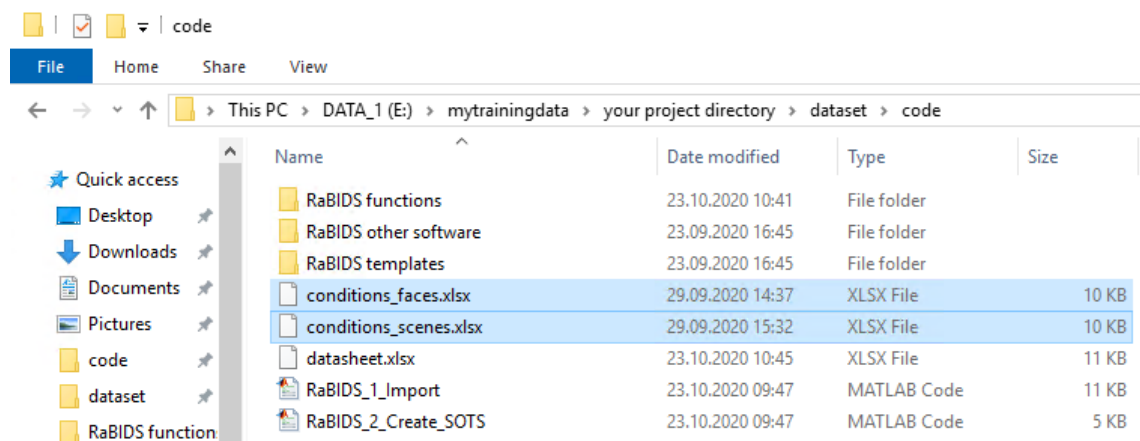 code
File Home Share View
This PC > DATA_1 (E:) > mytrainingdata > your project directory > dataset > code
Name Date modified Type Size
Quick access
Desktop
Downloads
Documents
Pictures
code
dataset
RaBIDS function
RaBIDS functions 23.10.2020 10:41 File folder
RaBIDS other software 23.09.2020 16:45 File folder
RaBIDS templates 23.09.2020 16:45 File folder
conditions_faces.xlsx 29.09.2020 14:37 XLSX File 10 KB
conditions_scenes.xlsx 29.09.2020 15:32 XLSX File 10 KB
datasheet.xlsx 23.10.2020 10:45 XLSX File 11 KB
RaBIDS_1_Import 23.10.2020 09:47 MATLAB Code 11 KB
RaBIDS_2_Create_SOTS 23.10.2020 09:47 MATLAB Code 5 KB